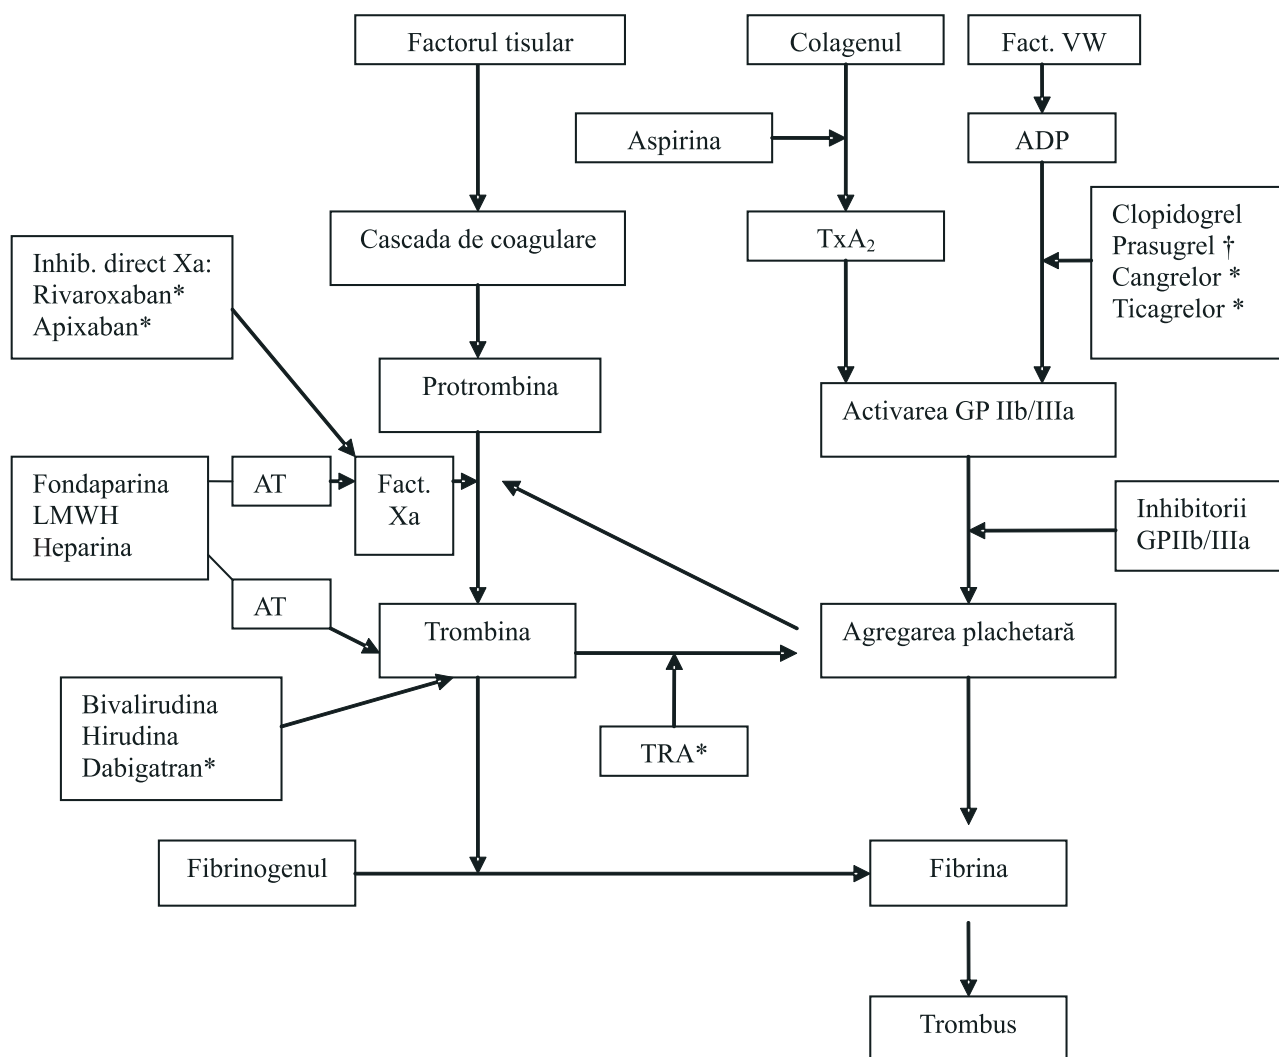 Factorul tisular
Colagenul
Fact. VW
Aspirina
ADP
Cascada de coagulare
TxA₂
Clopidogrel
Prasugrel †
Cangrelor *
Ticagrelor *
Inhib. direct Xa:
Rivaroxaban*
Apixaban*
Protrombina
Activarea GP IIb/IIIa
Fondaparina
LMWH
Heparina
AT
Fact.
Xa
Inhibitorii
GPIIb/IIIa
AT
Trombina
Agregarea plachetară
Bivalirudina
Hirudina
Dabigatran*
TRA*
Fibrinogenul
Fibrina
Trombus